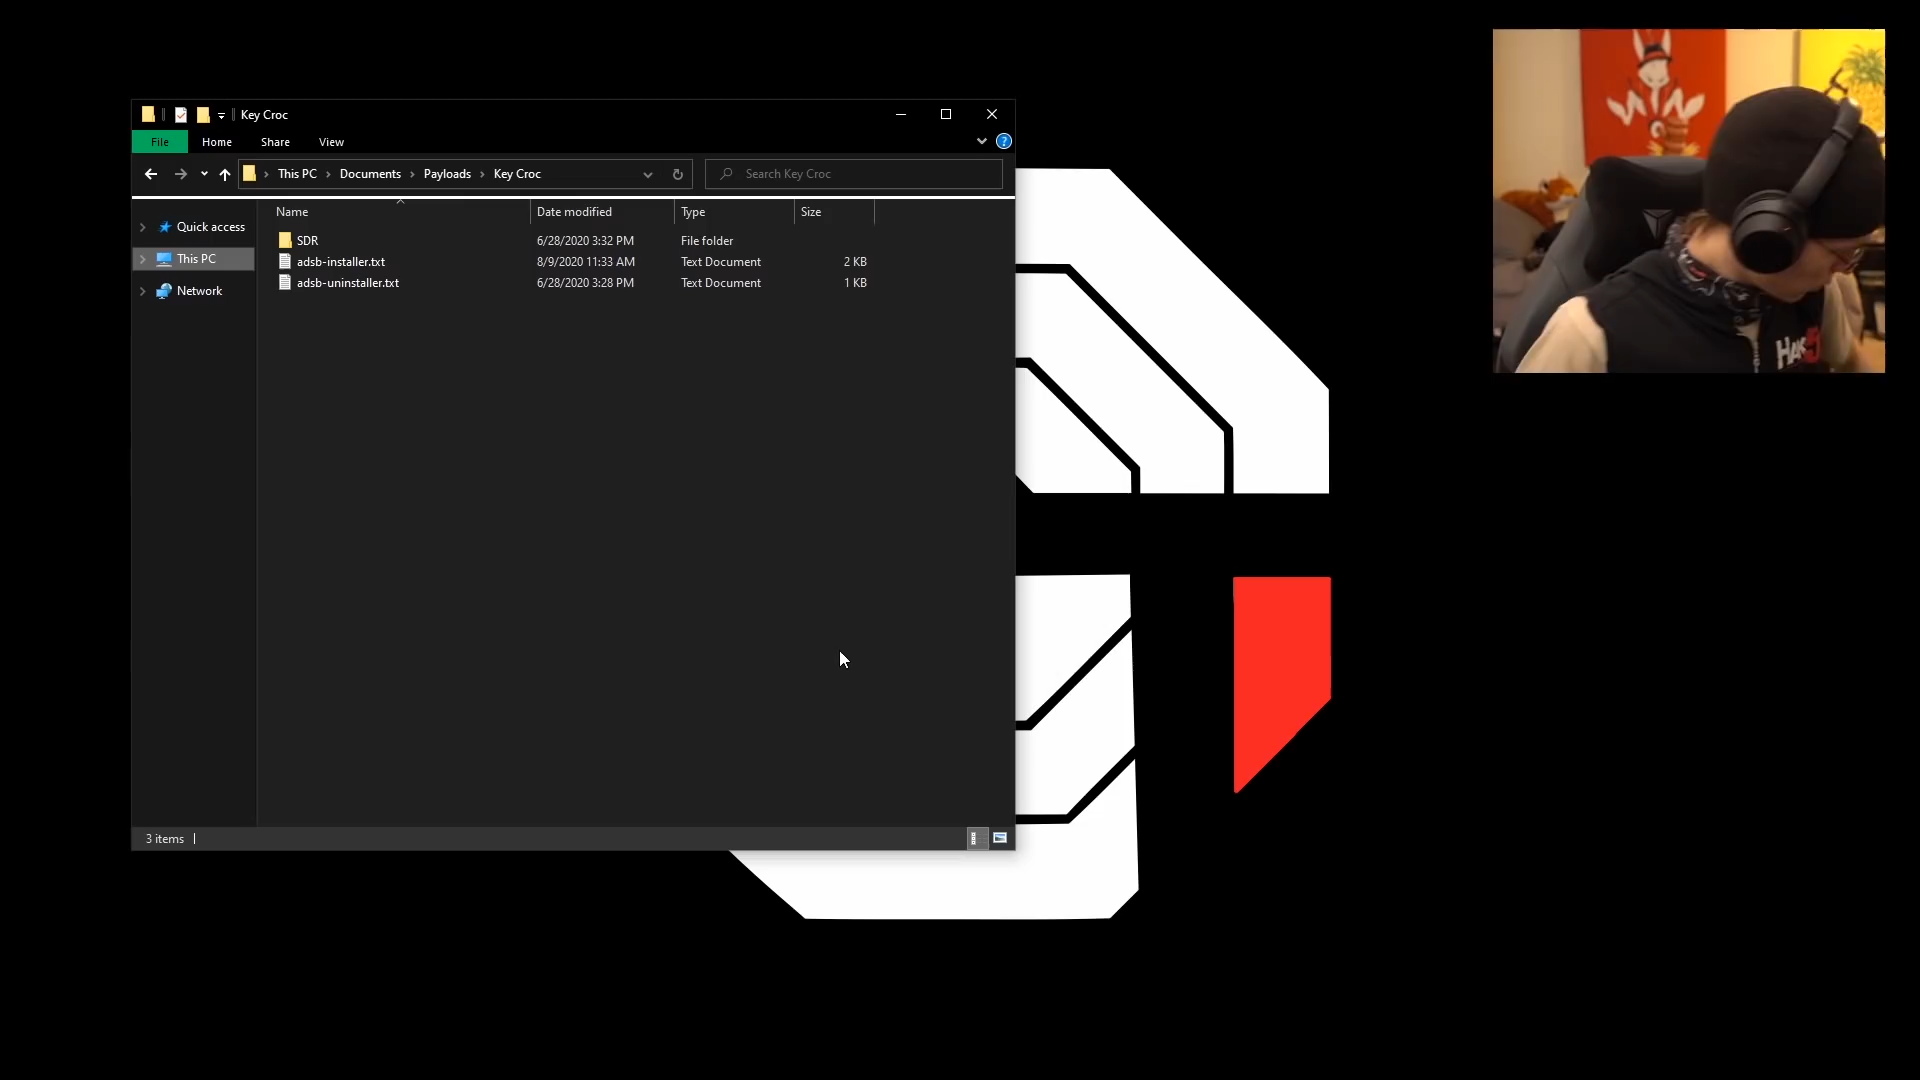 Key Croc
File Home Share View
This PC Documents Payloads Key Croc Search Key Croc
Name Date modified Type Size
Quick access
This PC
Network
SDR 6/28/2020 3:32 PM File folder
adsb-installer.txt 8/9/2020 11:33 AM Text Document 2 KB
adsb-uninstaller.txt 6/28/2020 3:28 PM Text Document 1 KB
3 items
HAK5